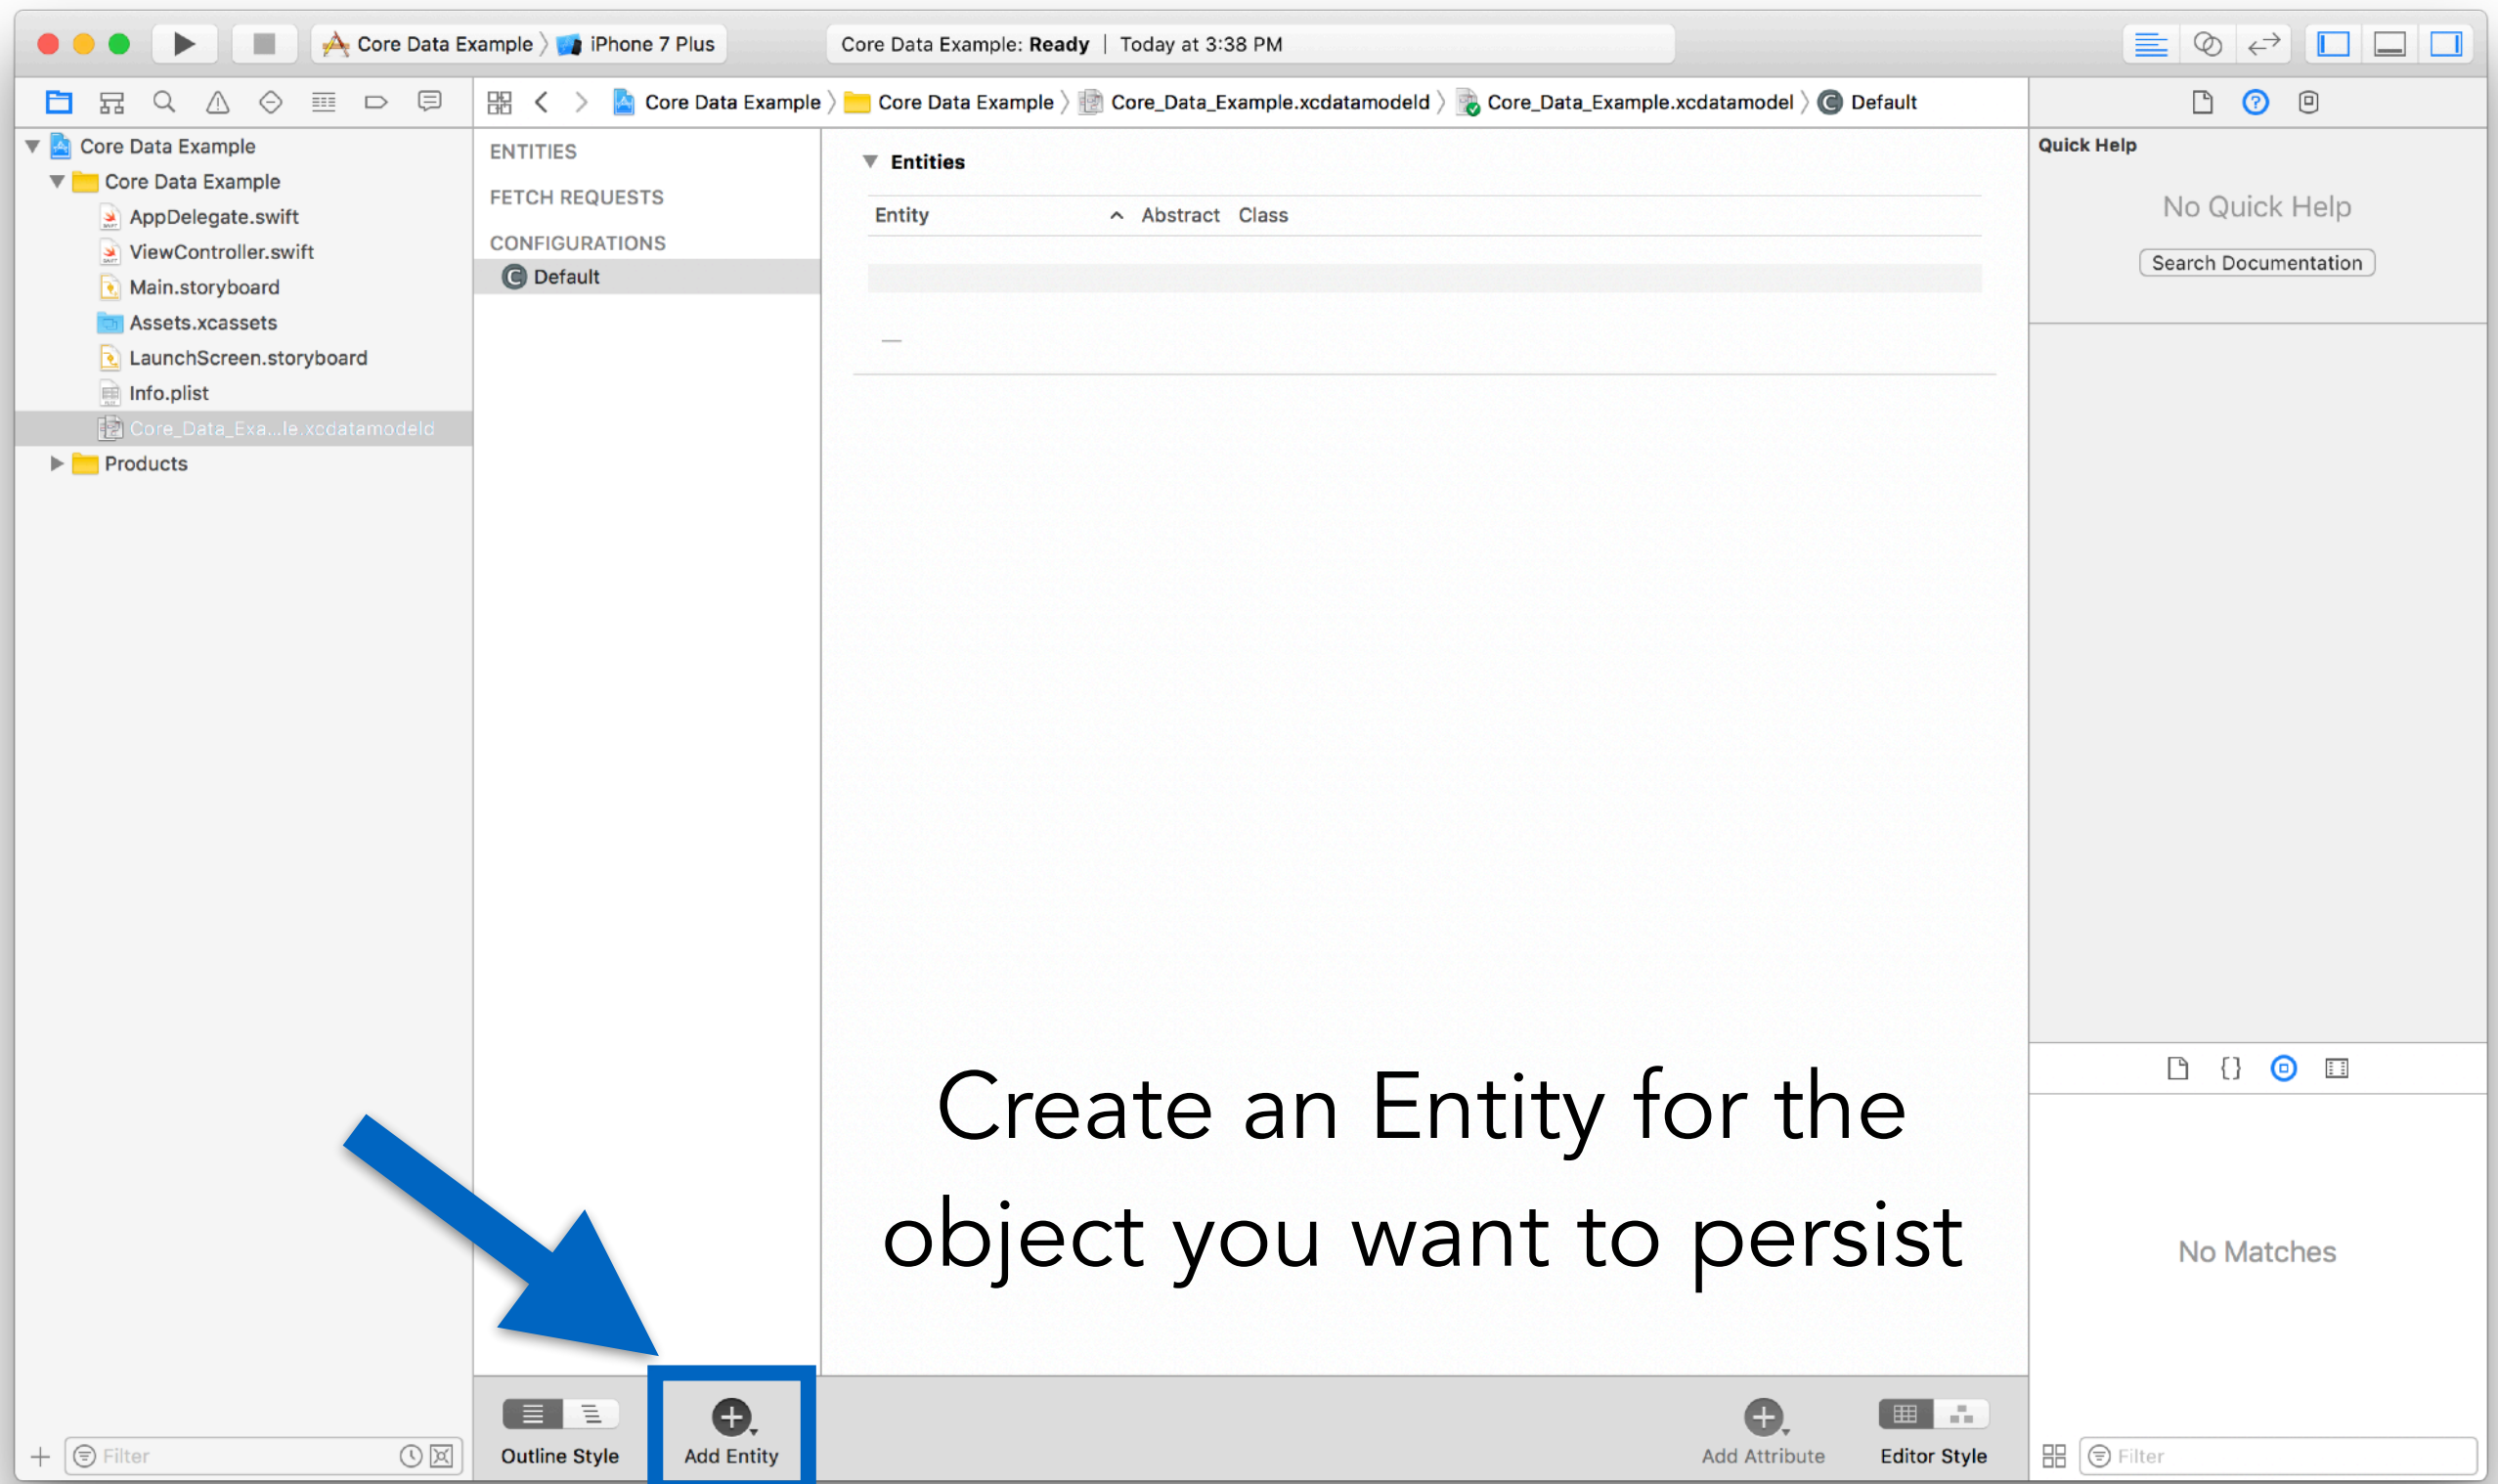 Core Data Example 〉 iPhone 7 Plus
Core Data Example: Ready | Today at 3:38 PM
Core Data Example 〉 Core Data Example 〉 Core_Data_Example.xcdatamodeld 〉 Core_Data_Example.xcdatamodel 〉 Default
Core Data Example
Core Data Example
AppDelegate.swift
ViewController.swift
Main.storyboard
Assets.xcassets
LaunchScreen.storyboard
Info.plist
Core_Data_Exa...le.xcdatamodeld
Products
ENTITIES
FETCH REQUESTS
CONFIGURATIONS
C Default
Entities
Entity Abstract Class
Quick Help
No Quick Help
Search Documentation
Create an Entity for the
object you want to persist
No Matches
Filter
Outline Style
Add Entity
Add Attribute
Editor Style
Filter